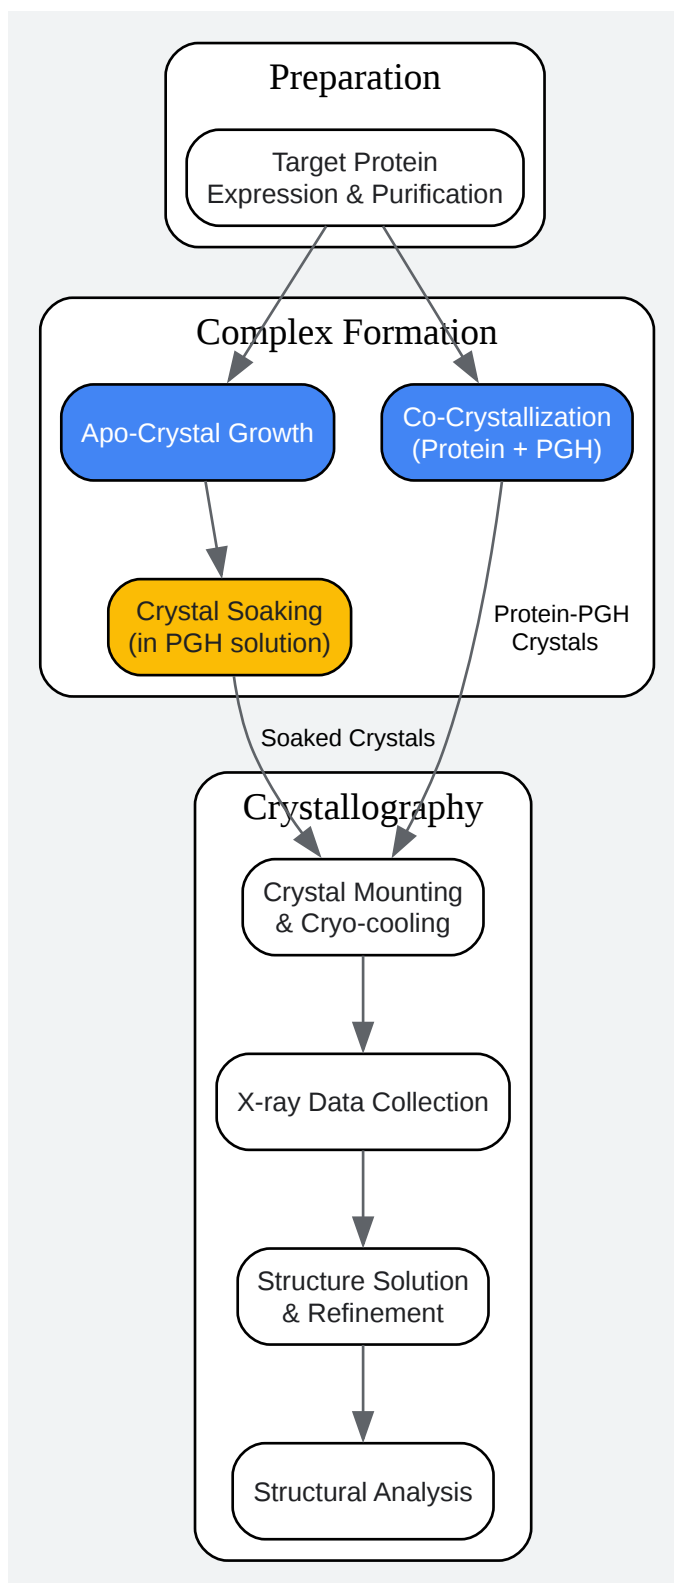 Preparation
Target Protein
Expression & Purification
Complex Formation
Apo-Crystal Growth
Co-Crystallization
(Protein + PGH)
Crystal Soaking
(in PGH solution)
Protein-PGH
Crystals
Soaked Crystals
Crystallography
Crystal Mounting
& Cryo-cooling
X-ray Data Collection
Structure Solution
& Refinement
Structural Analysis